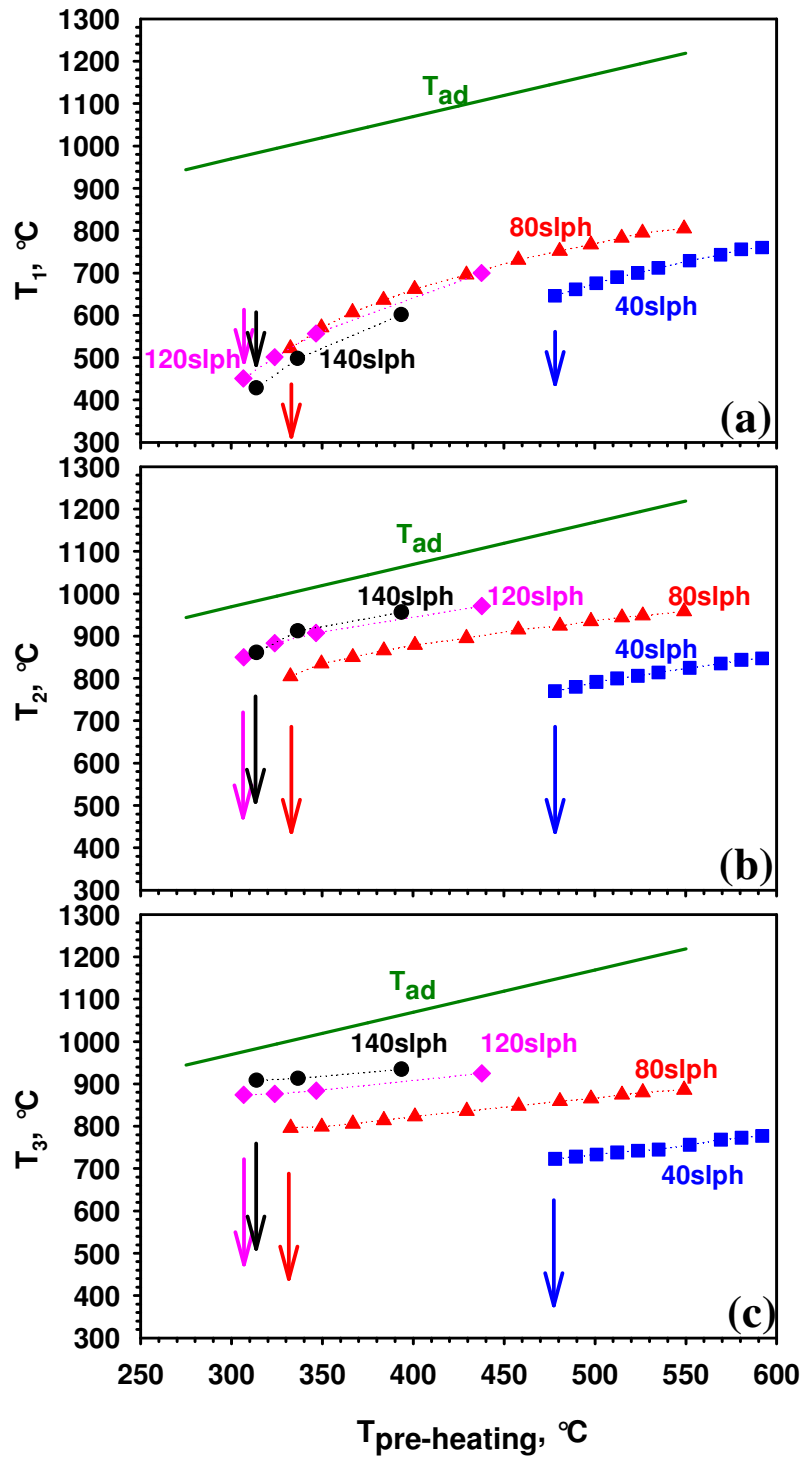 1300
1200
1100
1000
900
800
700
600
500
400
300
T1, °C
Tad
80slph
40slph
120slph
140slph
(a)
1300
1200
1100
1000
900
800
700
600
500
400
300
T2, °C
Tad
140slph
120slph
80slph
40slph
(b)
1300
1200
1100
1000
900
800
700
600
500
400
300
T3, °C
Tad
140slph
120slph
80slph
40slph
(c)
250 300 350 400 450 500 550 600
Tpre-heating, °C